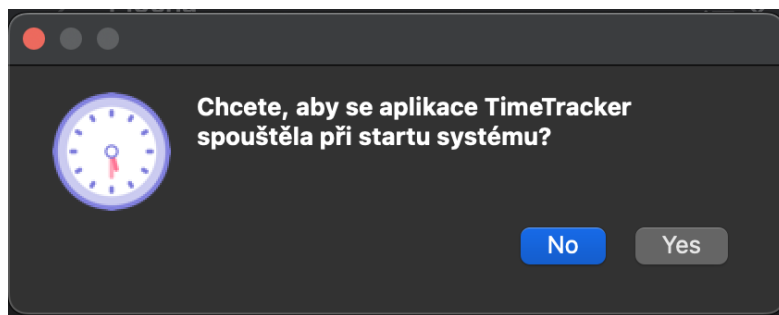 Chcete, aby se aplikace TimeTracker
spouštěla při startu systému?
No
Yes